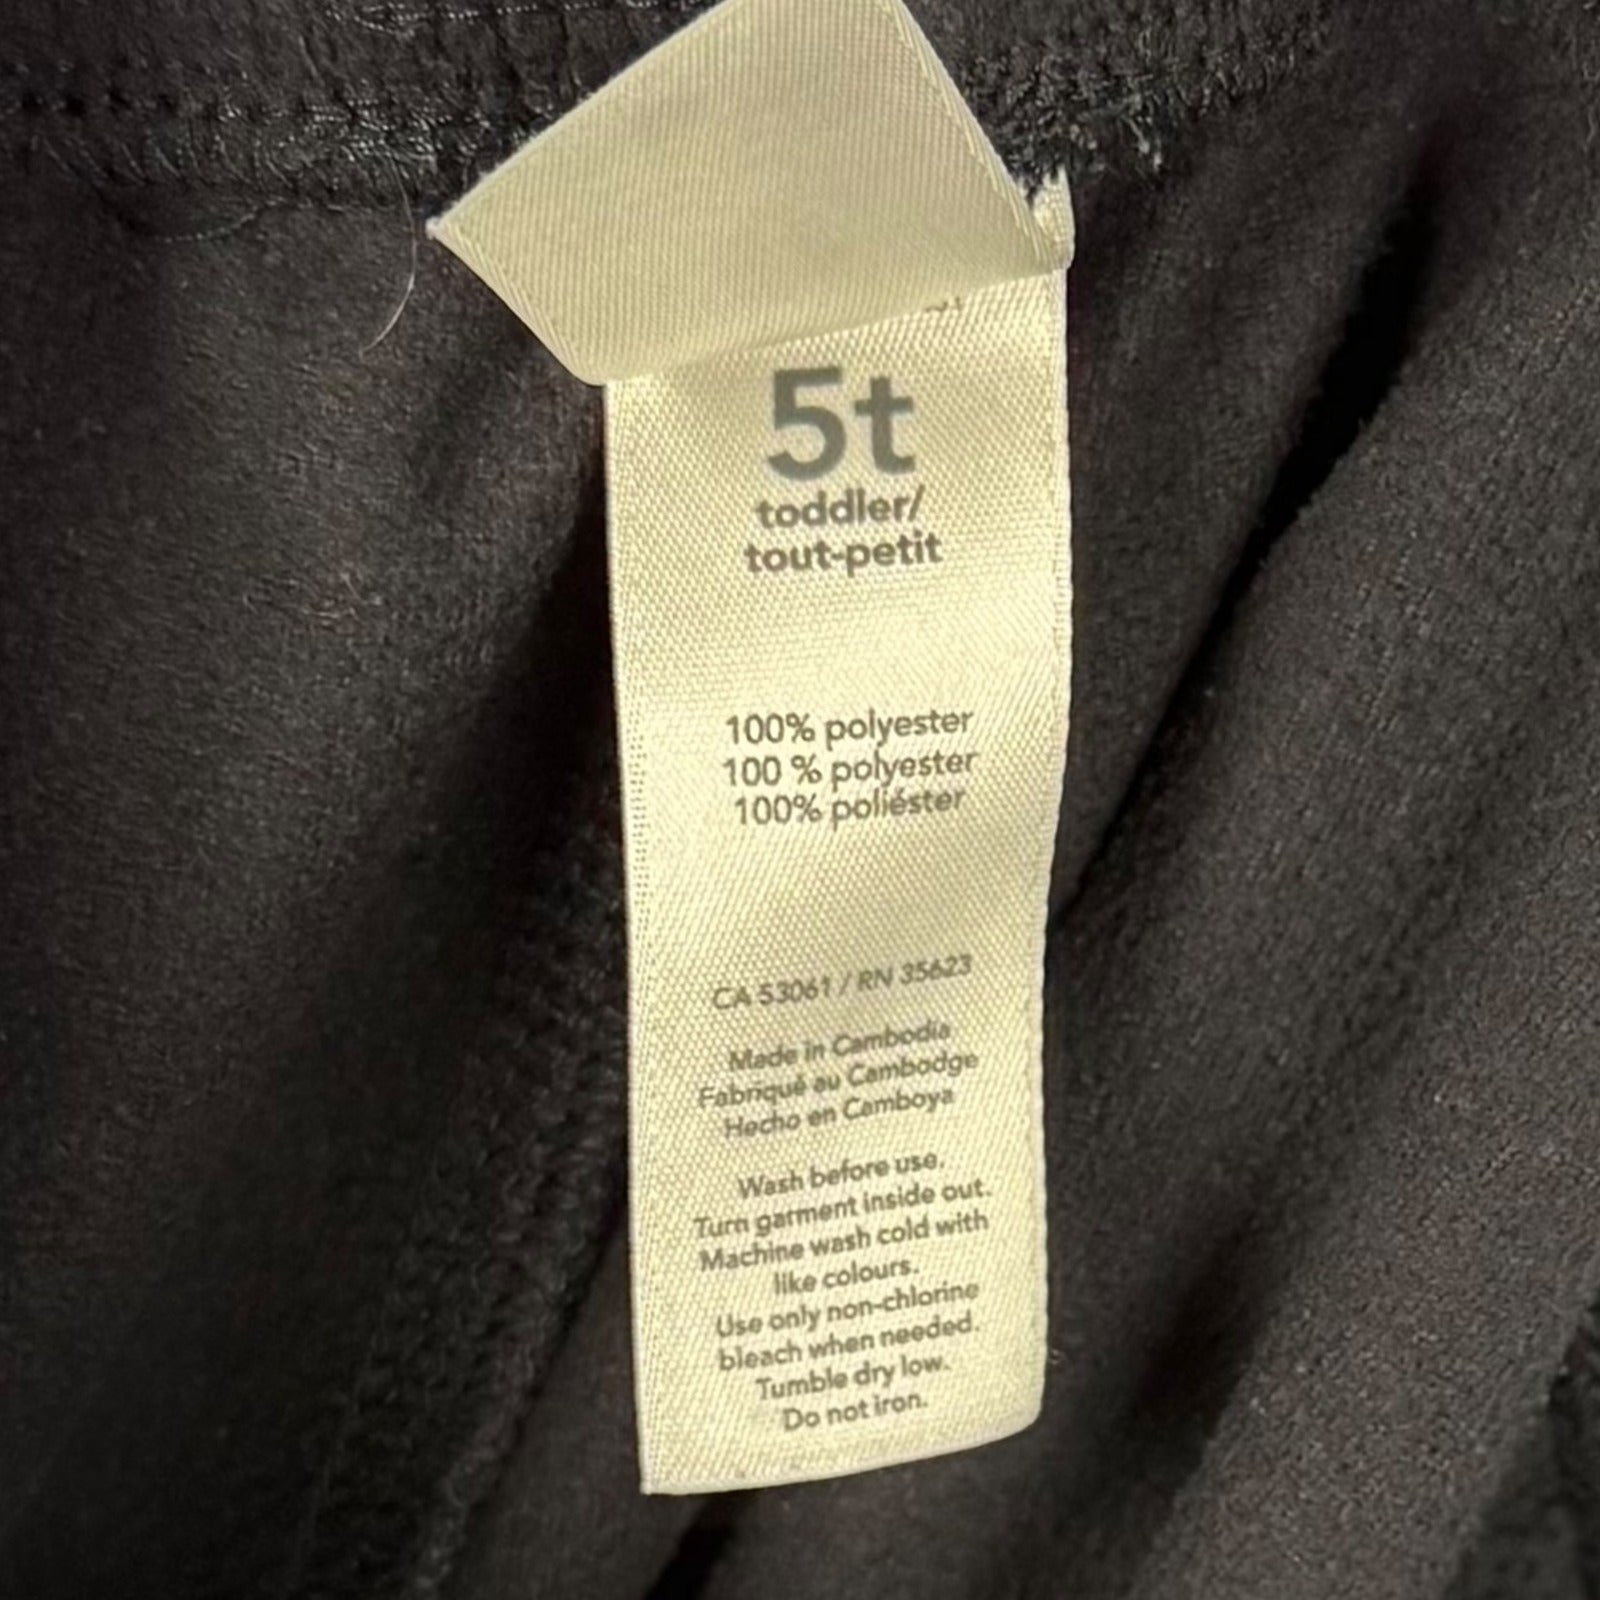 5t
toddler/
tout-petit
100% polyester
100 % polyester
100% poliéster
CA 53061 / RN 35623
Made in Cambodia
Fabriqué au Cambodge
Hecho en Camboya
Wash before use.
Turn garment inside out.
Machine wash cold with
like colours.
Use only non-chlorine
bleach when needed.
Tumble dry low.
Do not iron.